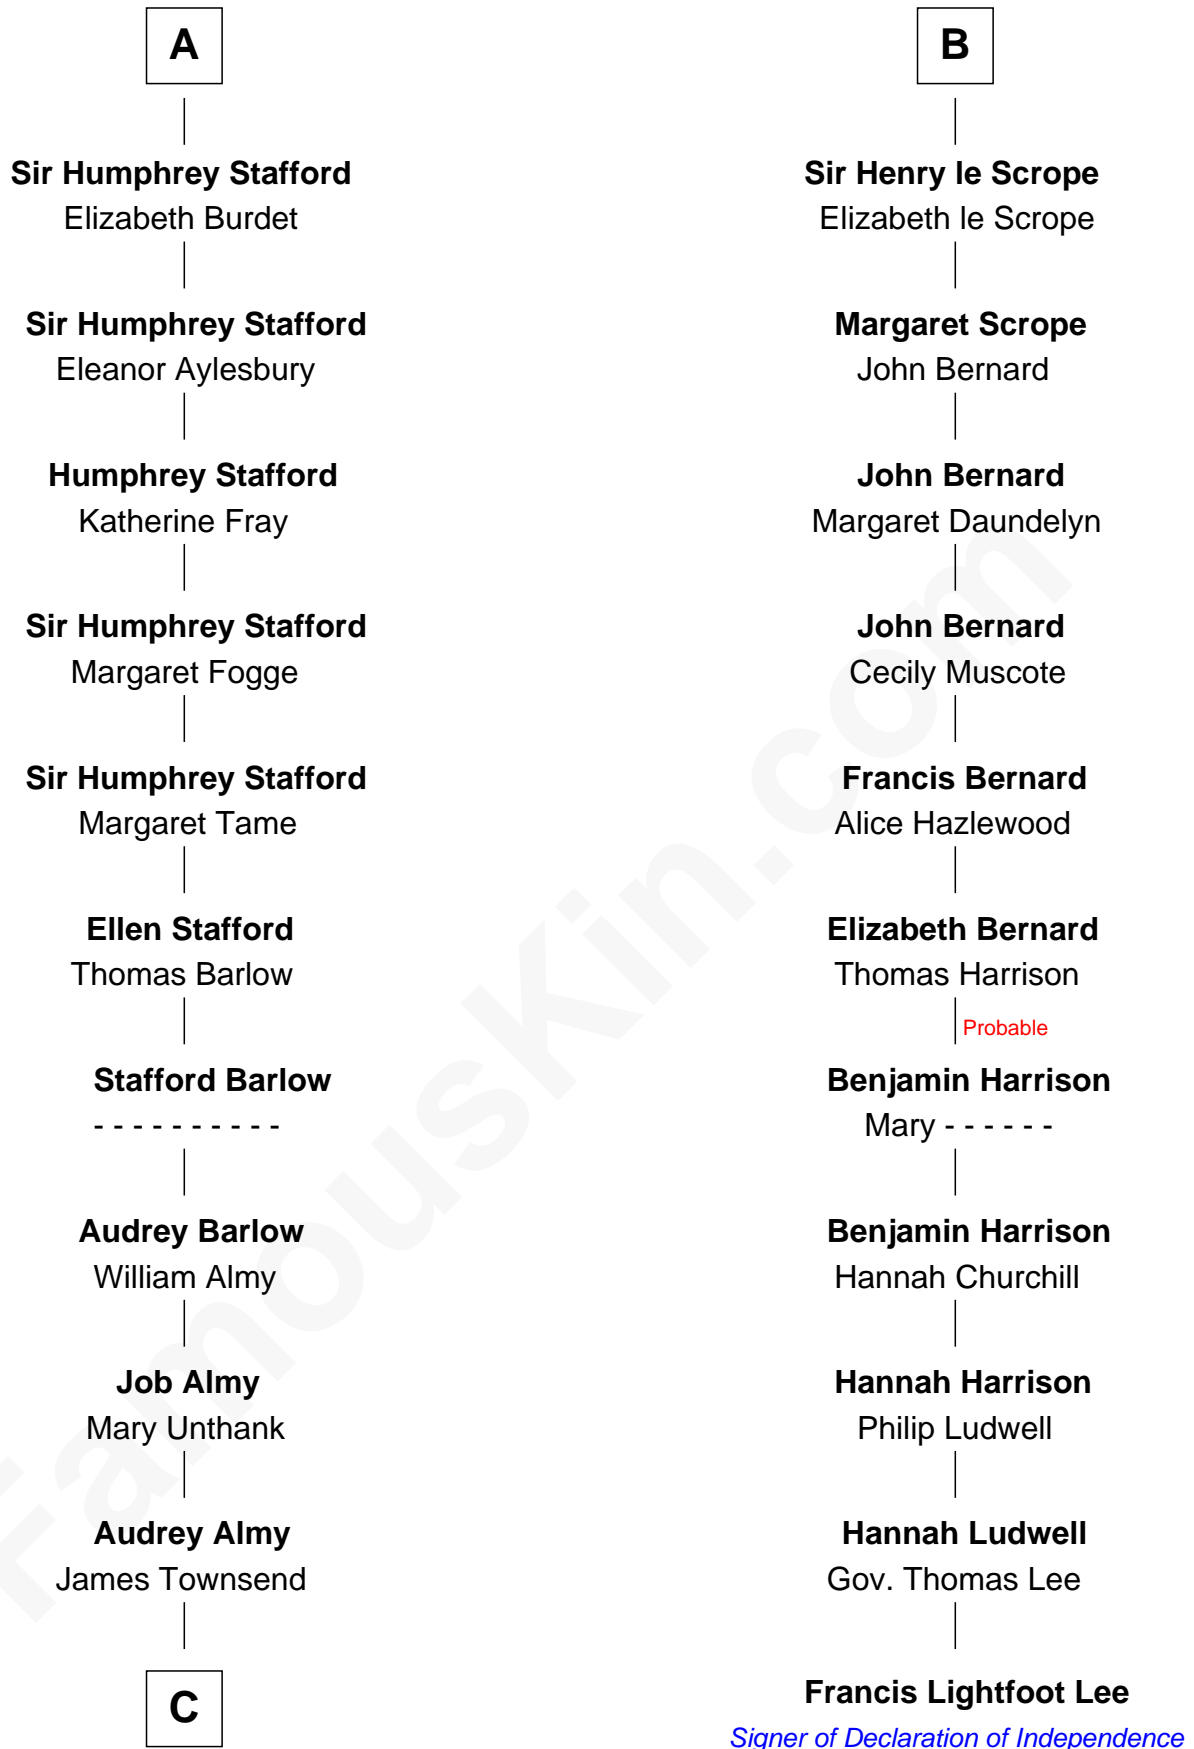 A
Sir Humphrey Stafford
Elizabeth Burdet
Sir Humphrey Stafford
Eleanor Aylesbury
Humphrey Stafford
Katherine Fray
Sir Humphrey Stafford
Margaret Fogge
Sir Humphrey Stafford
Margaret Tame
Ellen Stafford
Thomas Barlow
Stafford Barlow
- - - - - - - - - -
Audrey Barlow
William Almy
Job Almy
Mary Unthank
Audrey Almy
James Townsend
C
B
Sir Henry le Scrope
Elizabeth le Scrope
Margaret Scrope
John Bernard
John Bernard
Margaret Daundelyn
John Bernard
Cecily Muscote
Francis Bernard
Alice Hazlewood
Elizabeth Bernard
Thomas Harrison
Probable
Benjamin Harrison
Mary - - - - - -
Benjamin Harrison
Hannah Churchill
Hannah Harrison
Philip Ludwell
Hannah Ludwell
Gov. Thomas Lee
Francis Lightfoot Lee
Signer of Declaration of Independence
FamousKin.com